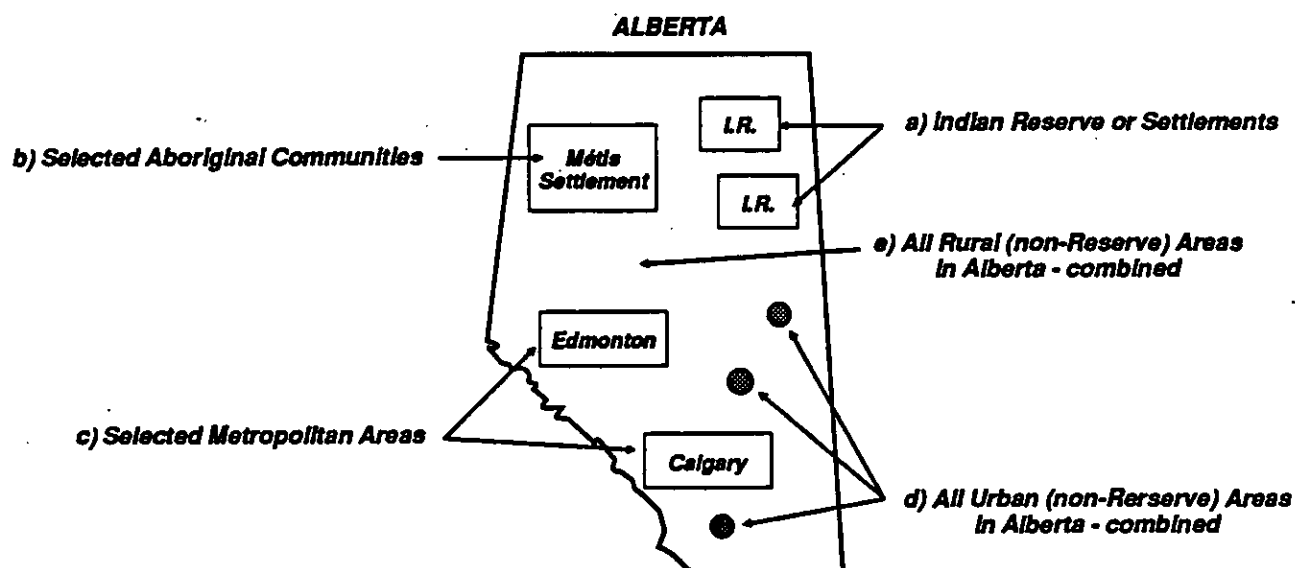 ALBERTA
I.R.
a) Indian Reserve or Settlements
b) Selected Aboriginal Communities
Métis
Settlement
I.R.
e) All Rural (non-Reserve) Areas
in Alberta - combined
Edmonton
c) Selected Metropolitan Areas
Calgary
d) All Urban (non-Rerserve) Areas
in Alberta - combined